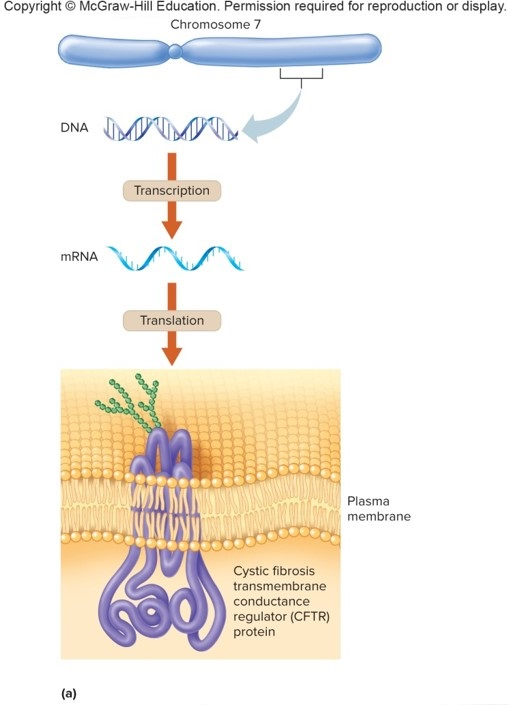 Copyright © McGraw-Hill Education. Permission required for reproduction or display.
Chromosome 7
DNA
Transcription
mRNA
Translation
Plasma
membrane
Cystic fibrosis
transmembrane
conductance
regulator (CFTR)
protein
(a)